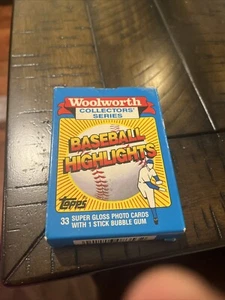 Woolworth
COLLECTORS'
SERIES
BASEBALL
HIGHLIGHTS
Topps
33 SUPER GLOSS PHOTO CARDS
WITH 1 STICK BUBBLE GUM